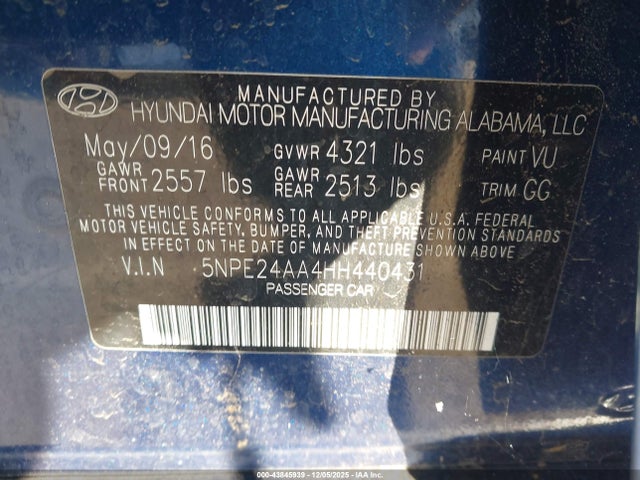 MANUFACTURED BY
HYUNDAI MOTOR MANUFACTURING ALABAMA, LLC
May/09/16 GVWR 4321 lbs PAINT VU
GAWR FRONT 2557 lbs GAWR REAR 2513 lbs TRIM GG
THIS VEHICLE CONFORMS TO ALL APPLICABLE U.S.A. FEDERAL
MOTOR VEHICLE SAFETY, BUMPER, AND THEFT PREVENTION STANDARDS
IN EFFECT ON THE DATE OF MANUFACTURE SHOWN ABOVE
V.I.N 5NPE24AA4HH440431
PASSENGER CAR
000-43845939 - 12/05/2025 - IAA Inc.